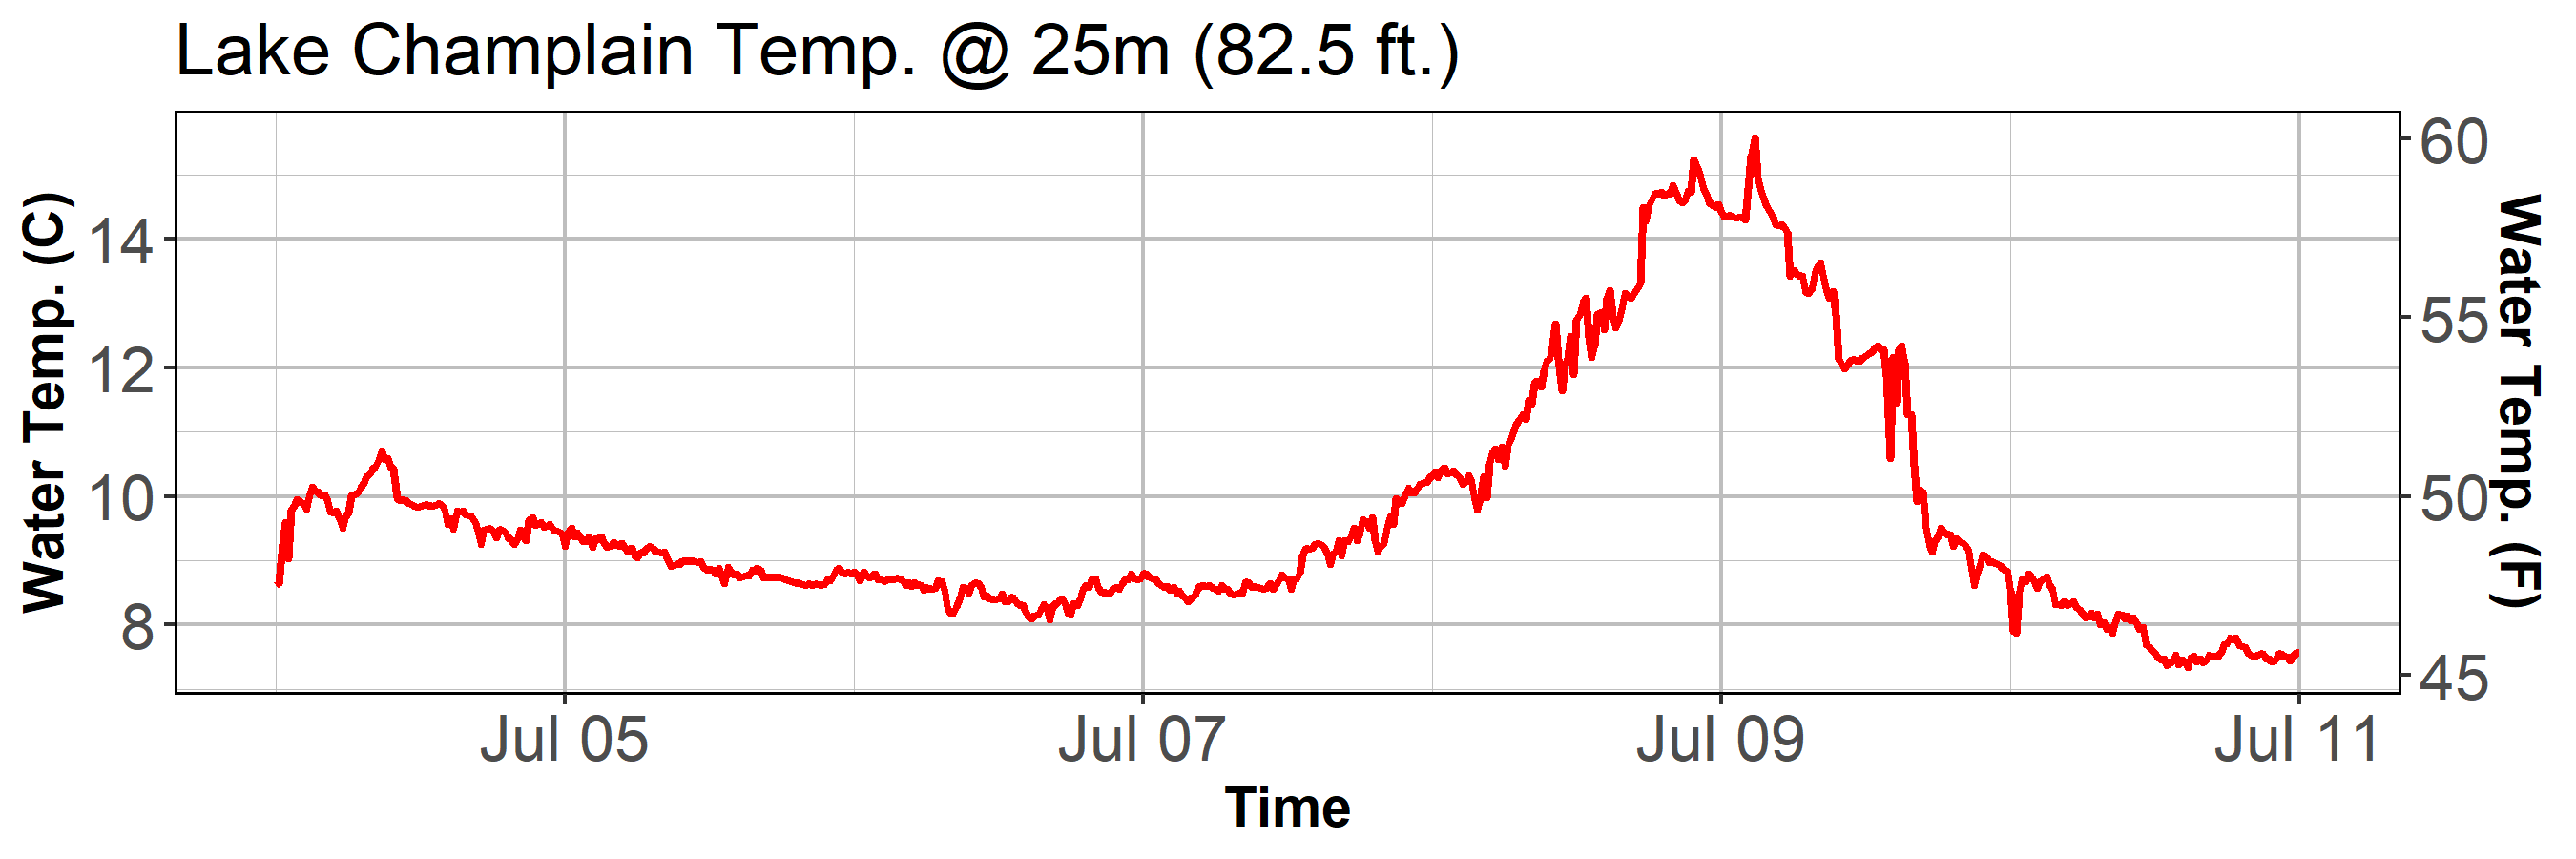 Lake Champlain Temp. @ 25m (82.5 ft.)
Water Temp. (C)
14
12
10
8
60
55
50
45
Water Temp. (F)
Jul 05 Jul 07 Jul 09 Jul 11
Time